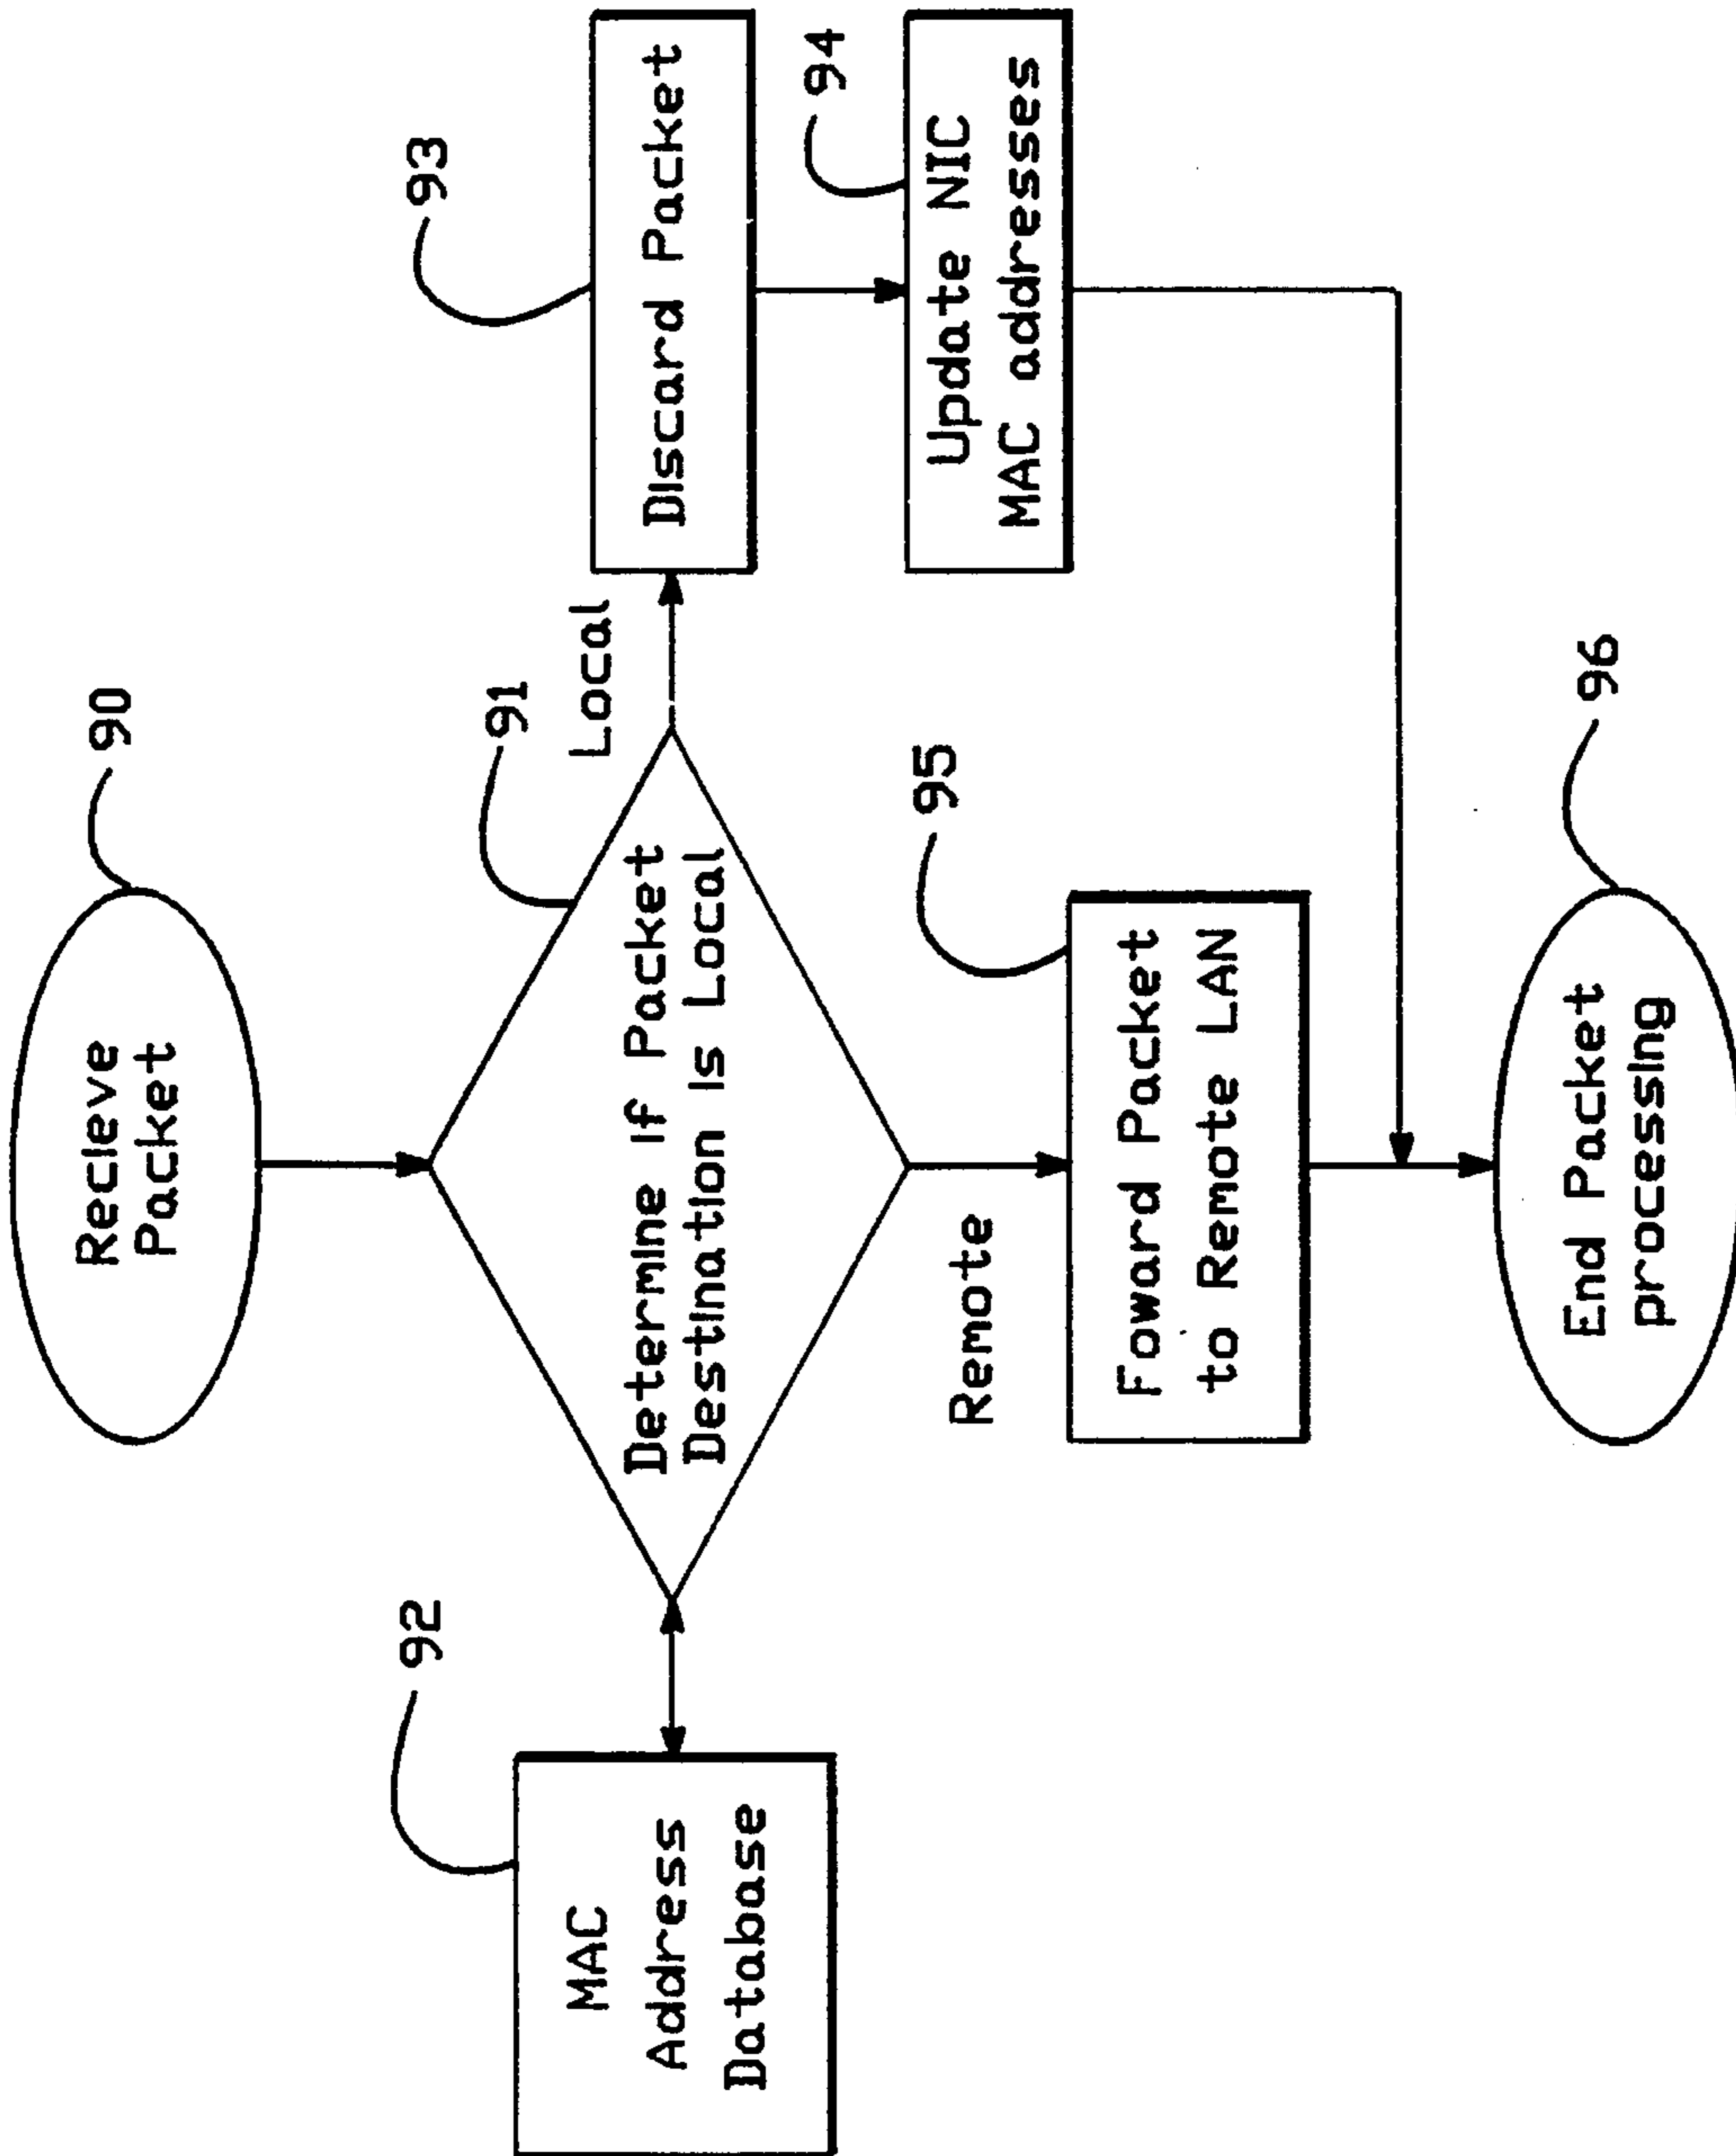 Recieve
Packet
90
Determine if Packet
Destination is Local
91
MAC
Address
Database
92
Local
Discard Packet
93
Update NIC
MAC addresses
94
Remote
Foward Packet
to Remote LAN
95
End Packet
processing
96